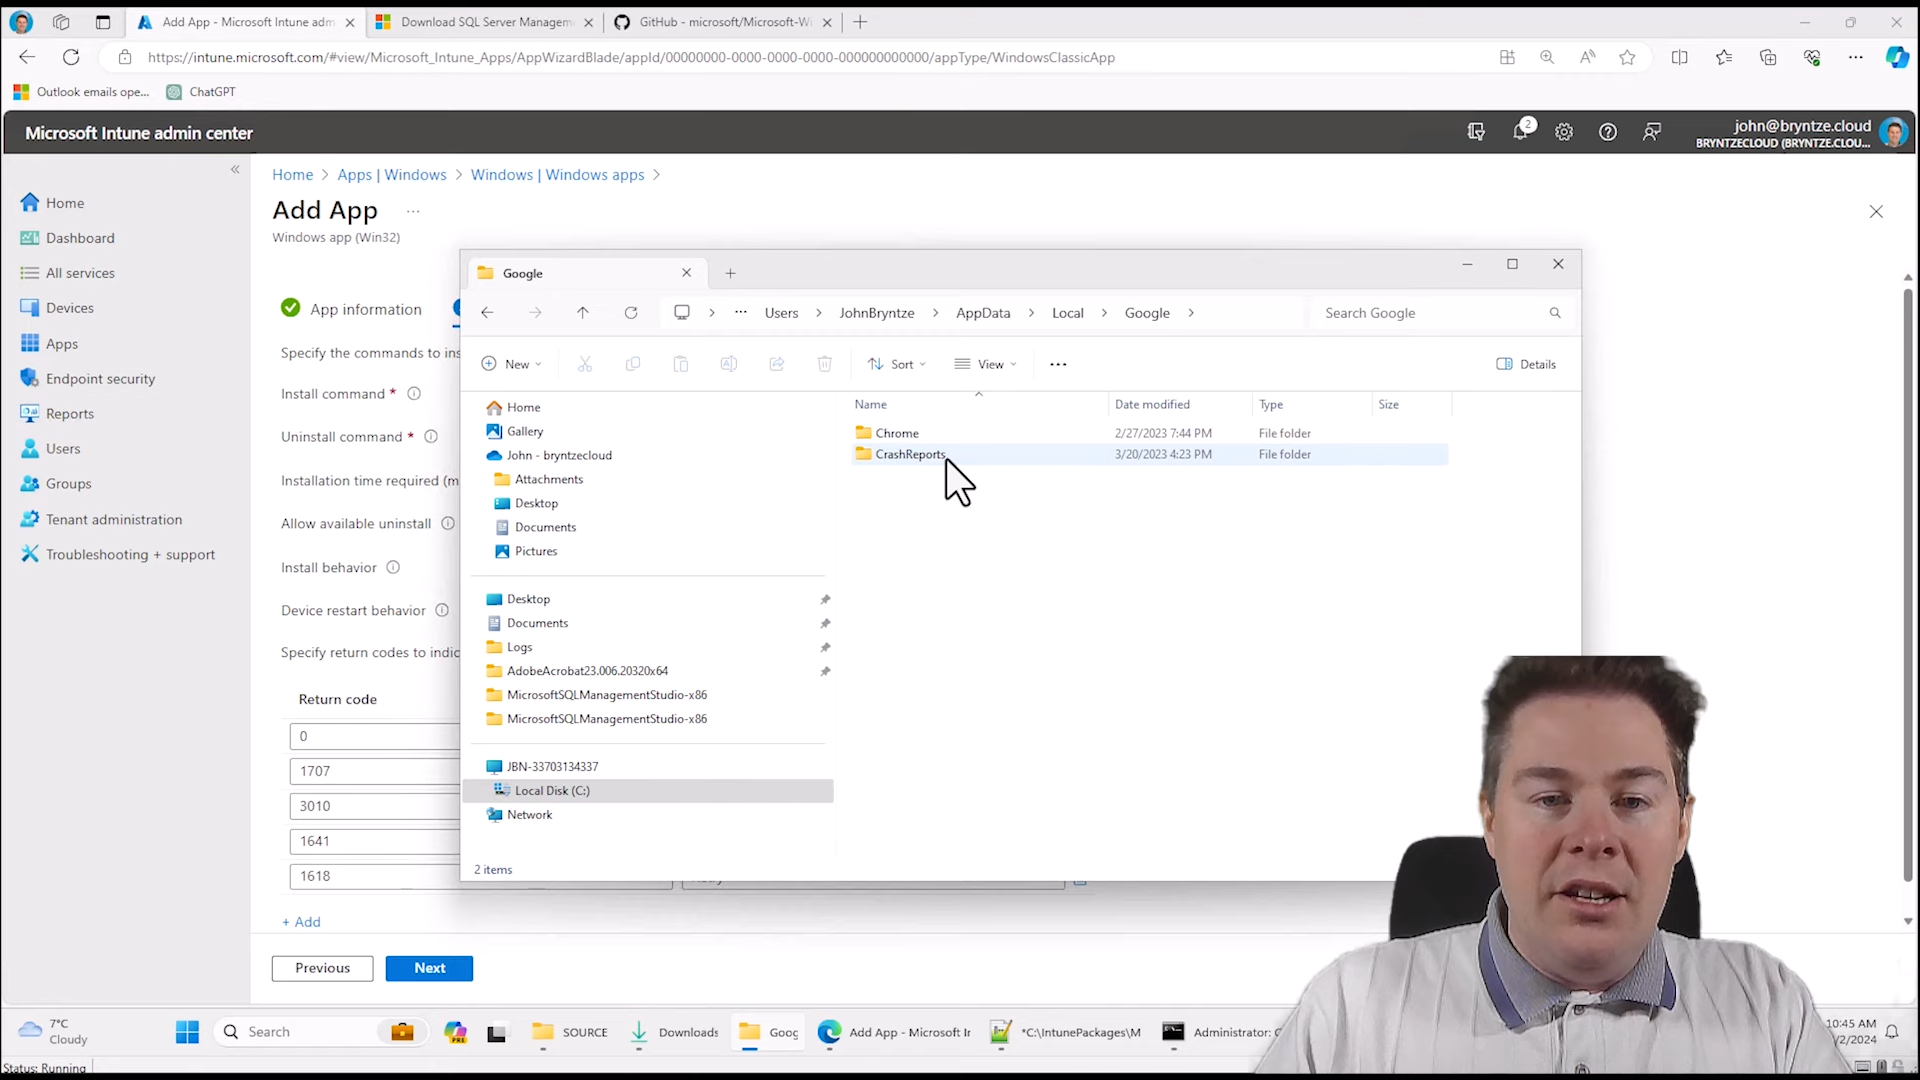 Add App - Microsoft Intune adm
Download SQL Server Managem
GitHub - microsoft/Microsoft-Wi
https://intune.microsoft.com/#view/Microsoft_Intune_Apps/AppWizardBlade/appId/00000000-0000-0000-0000-000000000000/appType/WindowsClassicApp
Outlook emails ope...
ChatGPT
Microsoft Intune admin center
2
john@bryntze.cloud
BRYNTZECLOUD (BRYNTZE.CLOU...
Home
Dashboard
All services
Devices
Apps
Endpoint security
Reports
Users
Groups
Tenant administration
Troubleshooting + support
Home > Apps | Windows > Windows | Windows apps >
Add App ...
Windows app (Win32)
App information
Specify the commands to ins
Install command *
Uninstall command *
Installation time required (m
Allow available uninstall
Install behavior
Device restart behavior
Specify return codes to indic
Return code
0
1707
3010
1641
1618
+ Add
Previous
Next
Google
Users > JohnBryntze > AppData > Local > Google >
Search Google
New
Sort
View
Details
Home
Gallery
John - bryntzecloud
Attachments
Desktop
Documents
Pictures
Desktop
Documents
Logs
AdobeAcrobat23.006.20320x64
MicrosoftSQLManagementStudio-x86
MicrosoftSQLManagementStudio-x86
JBN-33703134337
Local Disk (C:)
Network
Name Date modified Type Size
Chrome 2/27/2023 7:44 PM File folder
CrashReports 3/20/2023 4:23 PM File folder
2 items
7°C
Cloudy
Search
PRE
SOURCE
Downloads
Goog
Add App - Microsoft Ir
*C:\IntunePackages\M
Administrator: C
10:45 AM
/2/2024
Status: Running